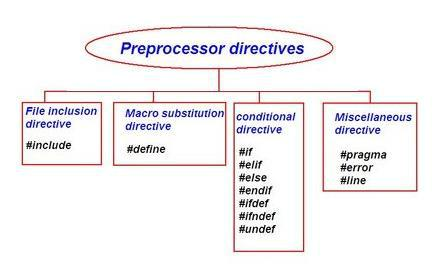 Preprocessor directives
File inclusion
directive
#include
Macro substitution
directive
#define
conditional
directive
#if
#elif
#else
#endif
#ifdef
#ifndef
#undef
Miscellaneous
directive
#pragma
#error
#line